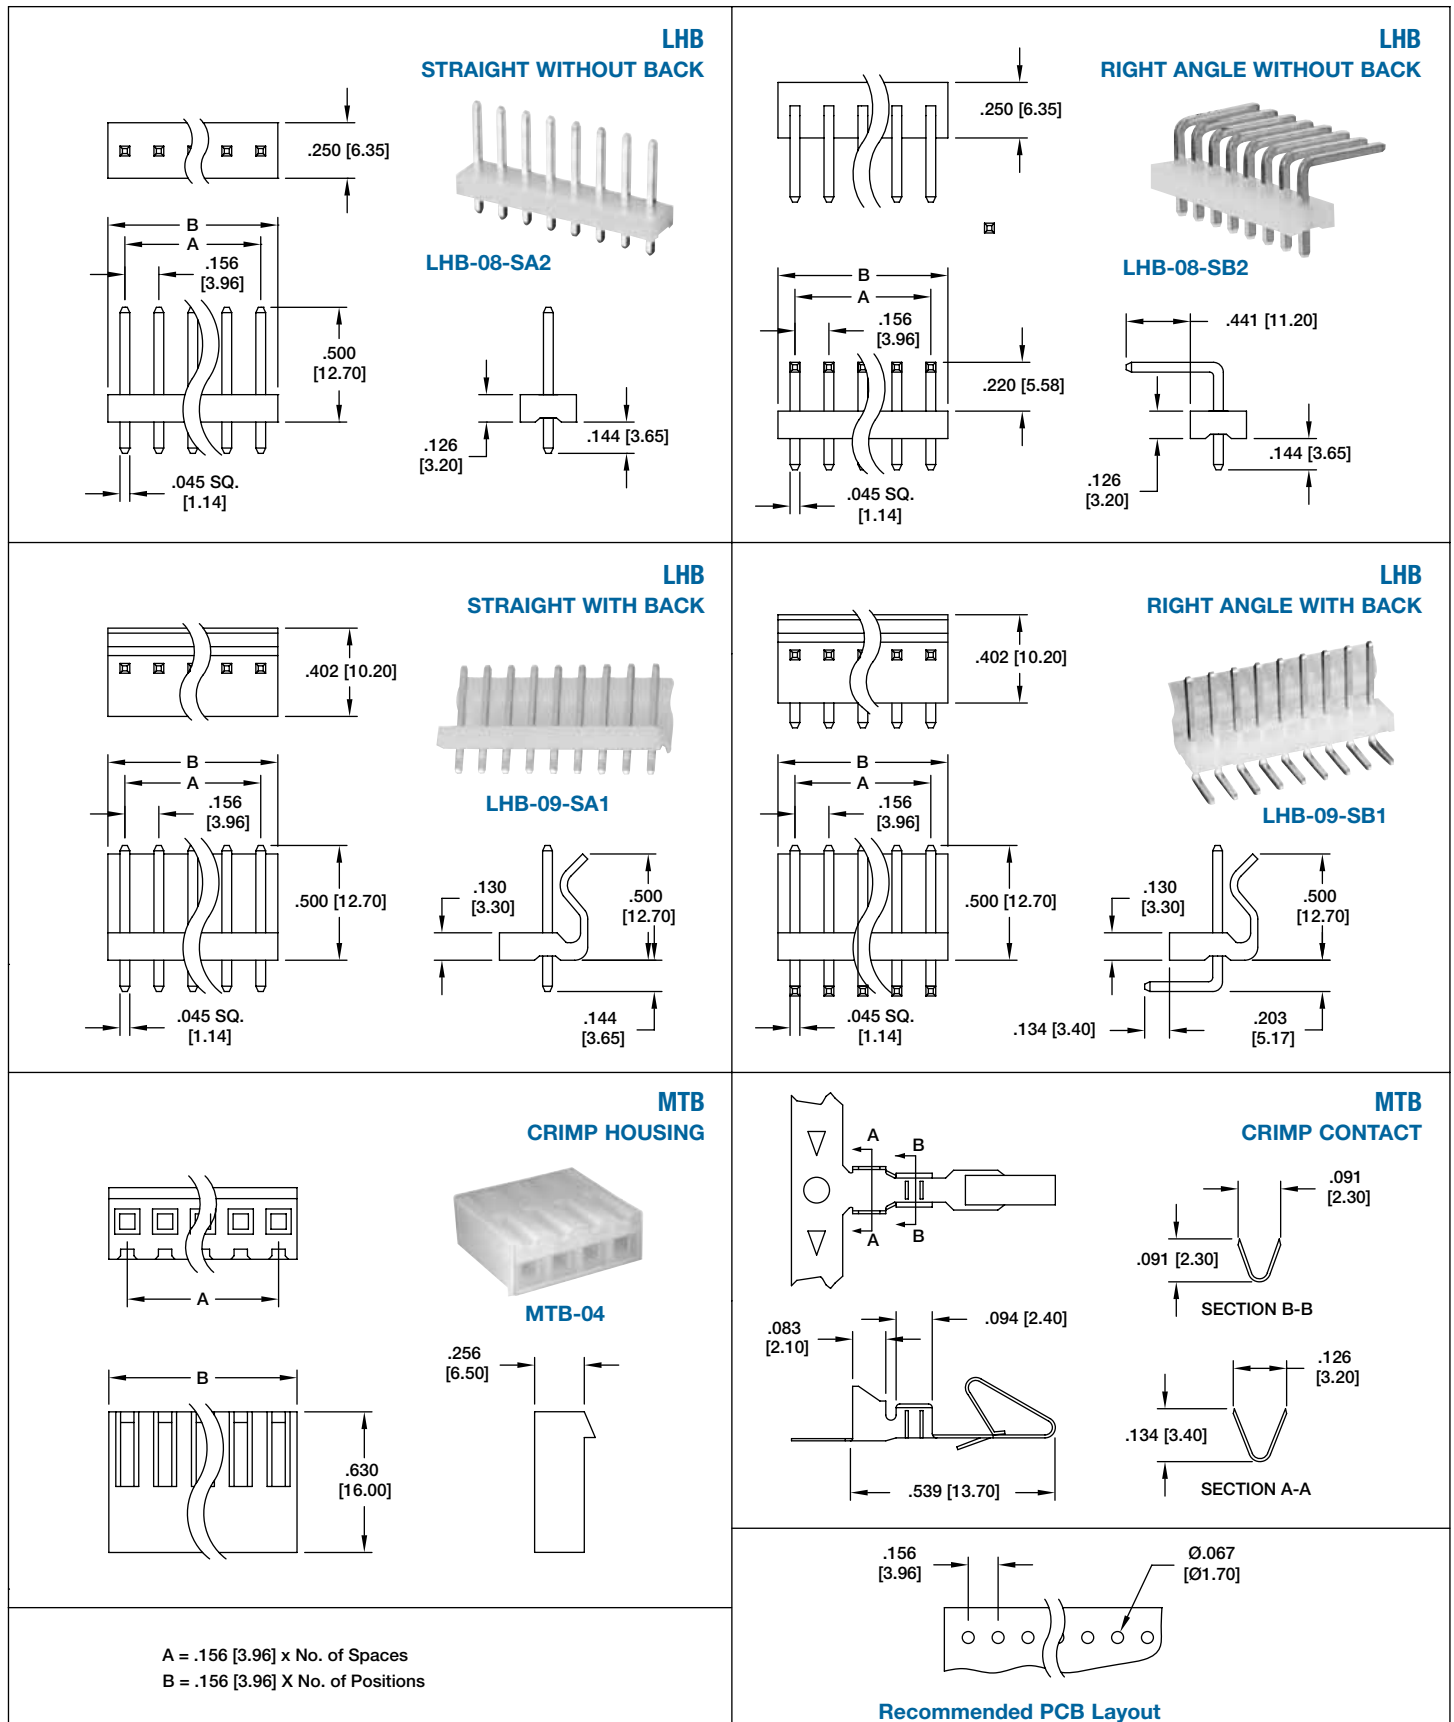 LHB
STRAIGHT WITHOUT BACK
.250 [6.35]
B
A
.156
[3.96]
LHB-08-SA2
.500
[12.70]
.126
[3.20]
.144 [3.65]
.045 SQ.
[1.14]
LHB
RIGHT ANGLE WITHOUT BACK
.250 [6.35]
LHB-08-SB2
B
A
.156
[3.96]
.441 [11.20]
.220 [5.58]
.126
[3.20]
.144 [3.65]
.045 SQ.
[1.14]
LHB
STRAIGHT WITH BACK
.402 [10.20]
B
A
.156
[3.96]
LHB-09-SA1
.500 [12.70]
.130
[3.30]
.500
[12.70]
.045 SQ.
[1.14]
.144
[3.65]
LHB
RIGHT ANGLE WITH BACK
.402 [10.20]
B
A
.156
[3.96]
LHB-09-SB1
.500 [12.70]
.130
[3.30]
.500
[12.70]
.045 SQ.
[1.14]
.134 [3.40]
.203
[5.17]
MTB
CRIMP HOUSING
A
MTB-04
B
.256
[6.50]
.630
[16.00]
MTB
CRIMP CONTACT
A
B
A
B
.091
[2.30]
.091 [2.30]
SECTION B-B
.083
[2.10]
.094 [2.40]
.126
[3.20]
.134 [3.40]
SECTION A-A
.539 [13.70]
A = .156 [3.96] x No. of Spaces
B = .156 [3.96] X No. of Positions
.156
[3.96]
Ø.067
[Ø1.70]
Recommended PCB Layout